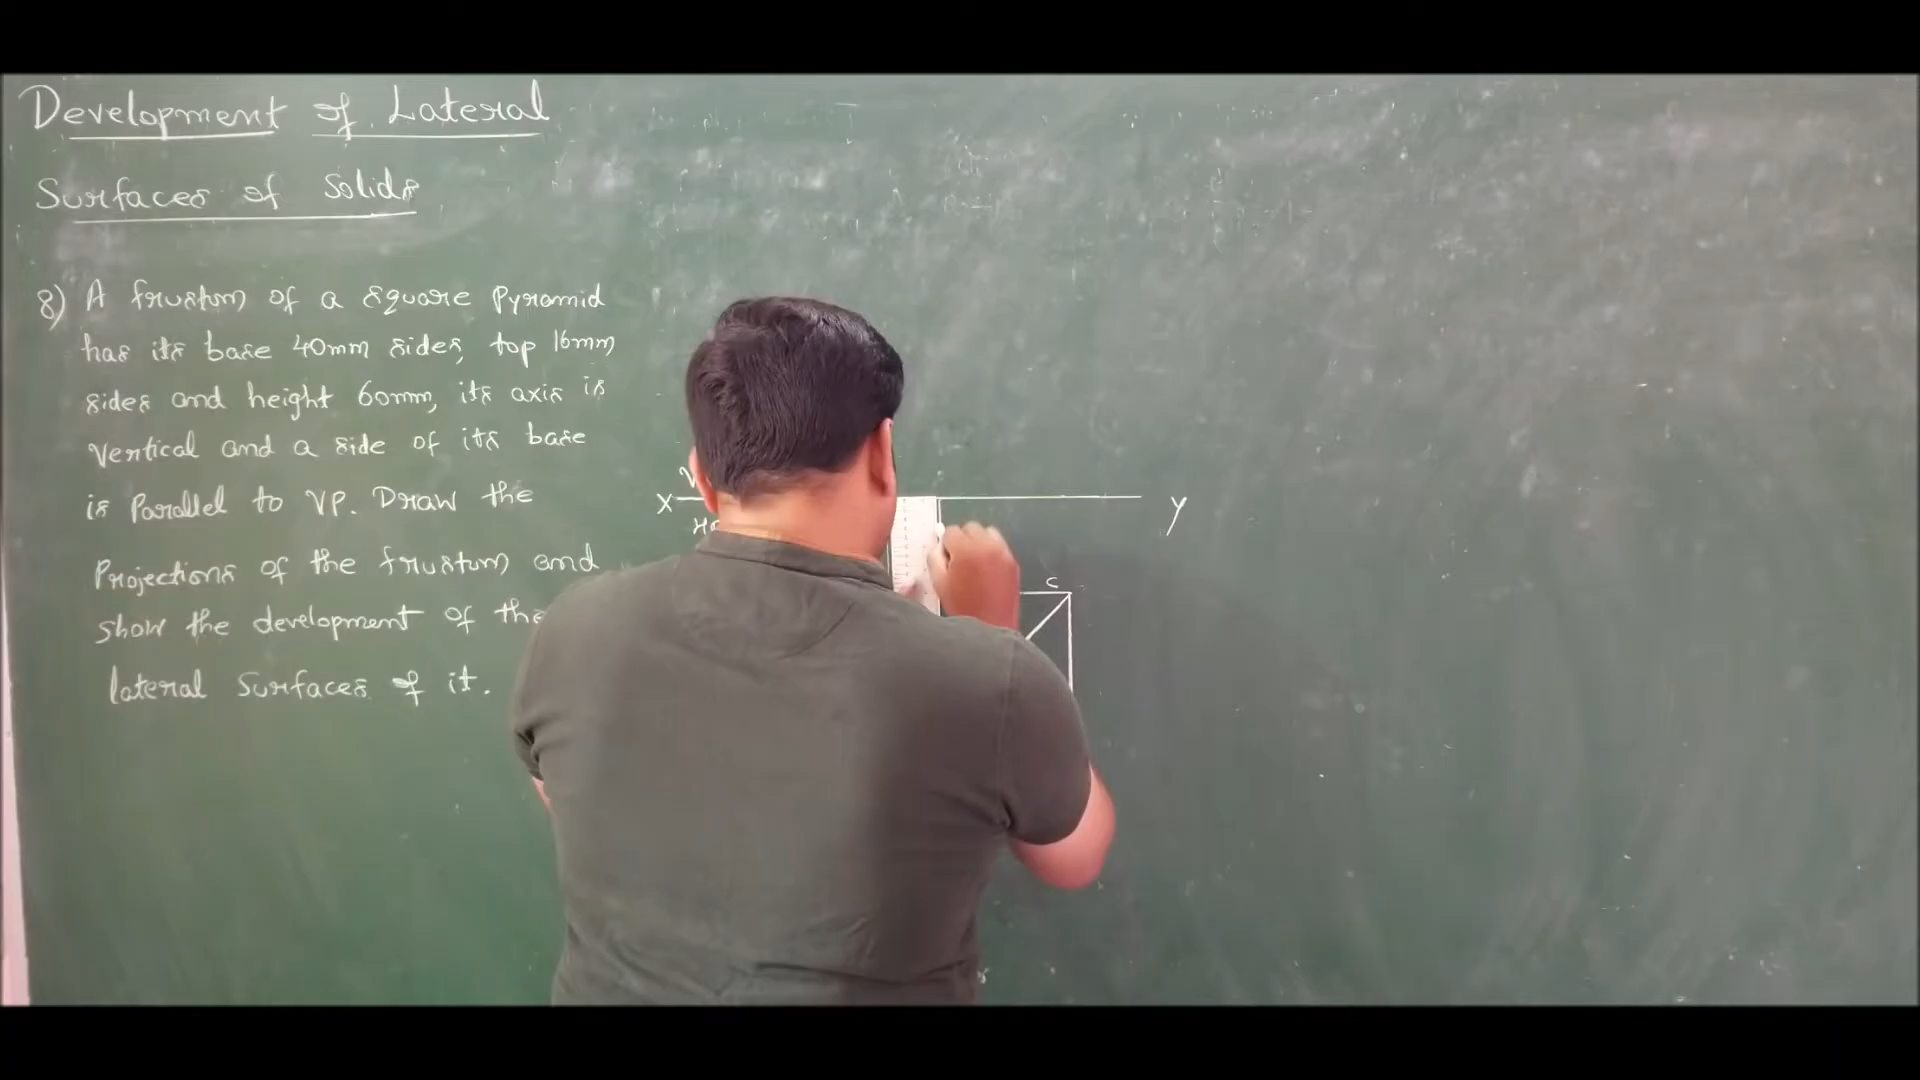 Development of Lateral
Surfaces of Solids
8) A frustum of a square Pyramid
has its base 40mm sides, top 16mm
sides and height 60mm, its axis is
Vertical and a side of its base
is Parallel to VP. Draw the
Projections of the frustum and
show the development of the
lateral surfaces of it.
X
Y
c